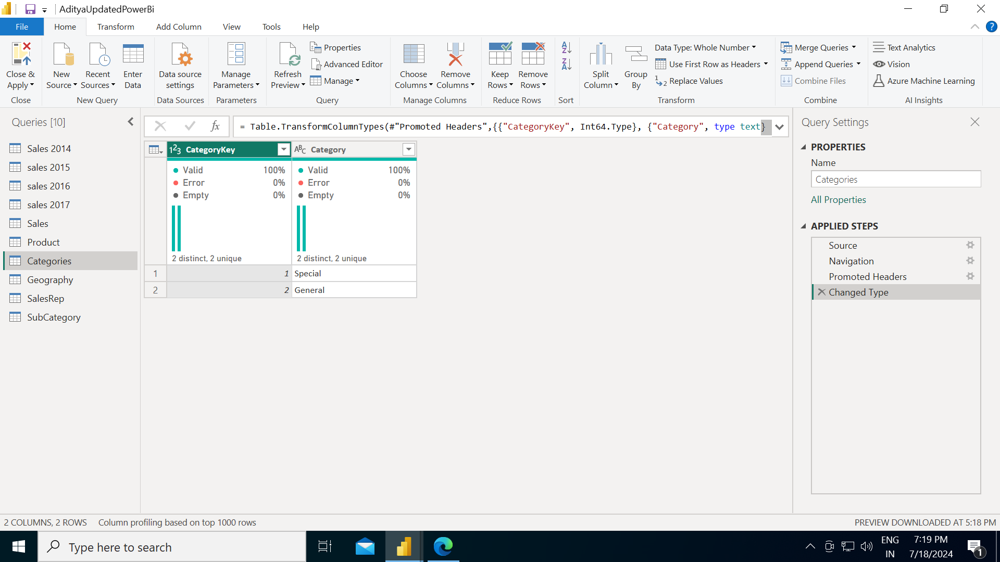 AdityaUpdatedPowerBi
File Home Transform Add Column View Tools Help
Close & Apply
Close
New Source
Recent Sources
Enter Data
New Query
Data source settings
Data Sources
Manage Parameters
Parameters
Refresh Preview
Properties
Advanced Editor
Manage
Query
Choose Columns
Remove Columns
Manage Columns
Keep Rows
Remove Rows
Reduce Rows
Sort
Split Column
Group By
Data Type: Whole Number
Use First Row as Headers
Replace Values
Transform
Merge Queries
Append Queries
Combine Files
Combine
Text Analytics
Vision
Azure Machine Learning
AI Insights
Queries [10]
Sales 2014
sales 2015
sales 2016
sales 2017
Sales
Product
Categories
Geography
SalesRep
SubCategory
fx = Table.TransformColumnTypes(#"Promoted Headers",{{"CategoryKey", Int64.Type}, {"Category", type text}
CategoryKey
Valid 100%
Error 0%
Empty 0%
2 distinct, 2 unique
Category
Valid 100%
Error 0%
Empty 0%
2 distinct, 2 unique
1 1 Special
2 2 General
Query Settings
PROPERTIES
Name
Categories
All Properties
APPLIED STEPS
Source
Navigation
Promoted Headers
Changed Type
2 COLUMNS, 2 ROWS Column profiling based on top 1000 rows
PREVIEW DOWNLOADED AT 5:18 PM
Type here to search
ENG
IN
7:19 PM
7/18/2024
1